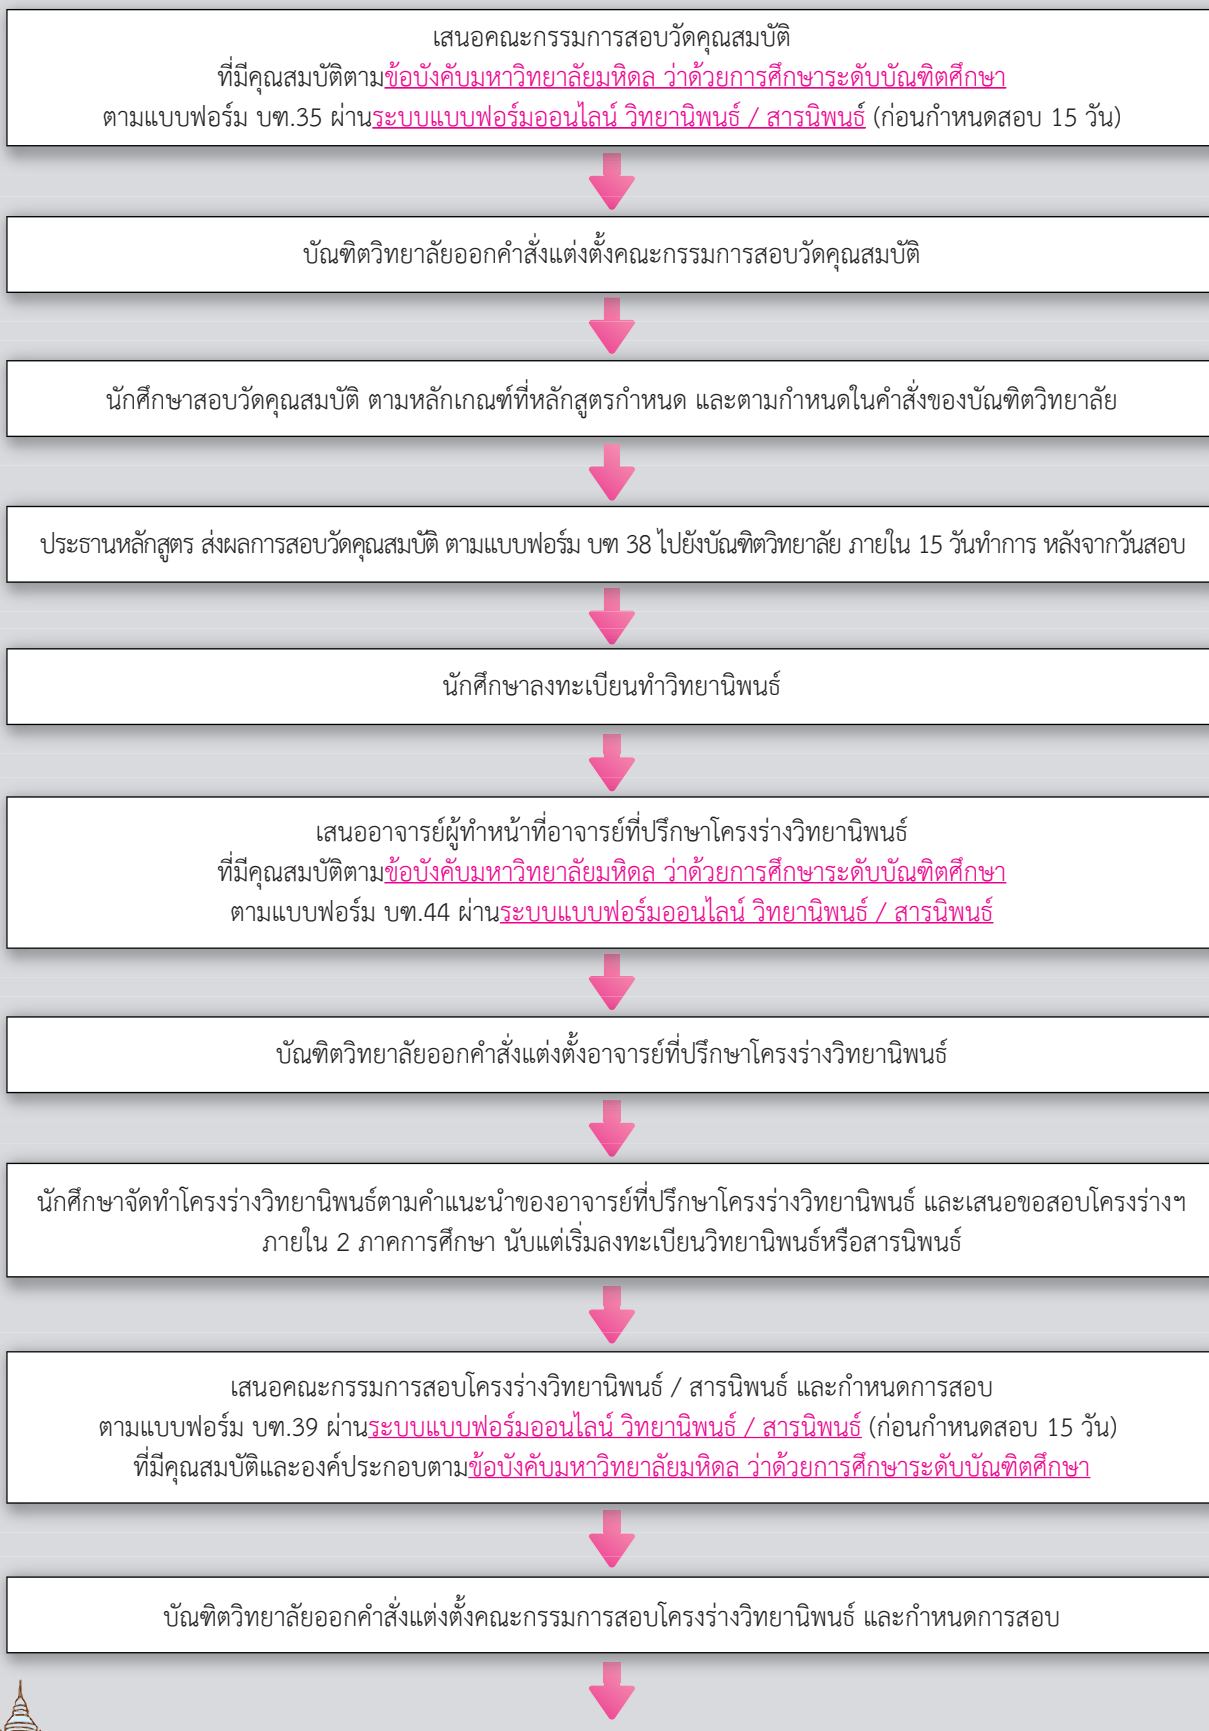 เสนอคณะกรรมการสอบวัดคุณสมบัติ
ที่มีคุณสมบัติตามข้อบังคับมหาวิทยาลัยมหิดล ว่าด้วยการศึกษาระดับบัณฑิตศึกษา
ตามแบบฟอร์ม บฑ.35 ผ่านระบบแบบฟอร์มออนไลน์ วิทยานิพนธ์ / สารนิพนธ์ (ก่อนกำหนดสอบ 15 วัน)
บัณฑิตวิทยาลัยออกคำสั่งแต่งตั้งคณะกรรมการสอบวัดคุณสมบัติ
นักศึกษาสอบวัดคุณสมบัติ ตามหลักเกณฑ์ที่หลักสูตรกำหนด และตามกำหนดในคำสั่งของบัณฑิตวิทยาลัย
ประธานหลักสูตร ส่งผลการสอบวัดคุณสมบัติ ตามแบบฟอร์ม บฑ 38 ไปยังบัณฑิตวิทยาลัย ภายใน 15 วันทำการ หลังจากวันสอบ
นักศึกษาลงทะเบียนทำวิทยานิพนธ์
เสนออาจารย์ผู้ทำหน้าที่อาจารย์ที่ปรึกษาโครงร่างวิทยานิพนธ์
ที่มีคุณสมบัติตามข้อบังคับมหาวิทยาลัยมหิดล ว่าด้วยการศึกษาระดับบัณฑิตศึกษา
ตามแบบฟอร์ม บฑ.44 ผ่านระบบแบบฟอร์มออนไลน์ วิทยานิพนธ์ / สารนิพนธ์
บัณฑิตวิทยาลัยออกคำสั่งแต่งตั้งอาจารย์ที่ปรึกษาโครงร่างวิทยานิพนธ์
นักศึกษาจัดทำโครงร่างวิทยานิพนธ์ตามคำแนะนำของอาจารย์ที่ปรึกษาโครงร่างวิทยานิพนธ์ และเสนอขอสอบโครงร่างฯ
ภายใน 2 ภาคการศึกษา นับแต่เริ่มลงทะเบียนวิทยานิพนธ์หรือสารนิพนธ์
เสนอคณะกรรมการสอบโครงร่างวิทยานิพนธ์ / สารนิพนธ์ และกำหนดการสอบ
ตามแบบฟอร์ม บฑ.39 ผ่านระบบแบบฟอร์มออนไลน์ วิทยานิพนธ์ / สารนิพนธ์ (ก่อนกำหนดสอบ 15 วัน)
ที่มีคุณสมบัติและองค์ประกอบตามข้อบังคับมหาวิทยาลัยมหิดล ว่าด้วยการศึกษาระดับบัณฑิตศึกษา
บัณฑิตวิทยาลัยออกคำสั่งแต่งตั้งคณะกรรมการสอบโครงร่างวิทยานิพนธ์ และกำหนดการสอบ